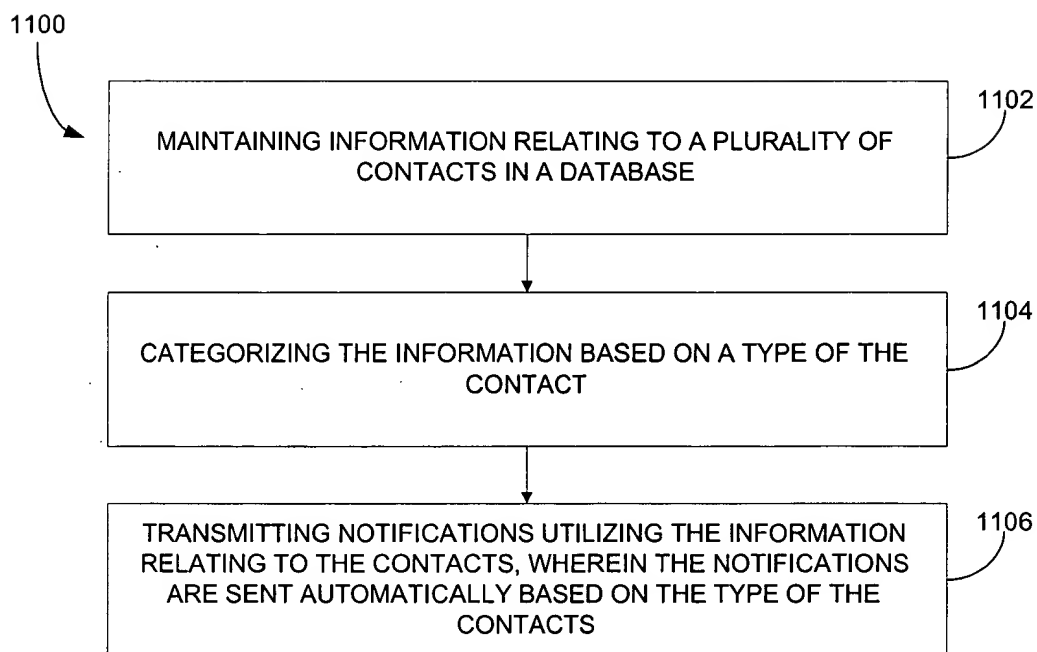 1100
1102
MAINTAINING INFORMATION RELATING TO A PLURALITY OF
CONTACTS IN A DATABASE
1104
CATEGORIZING THE INFORMATION BASED ON A TYPE OF THE
CONTACT
1106
TRANSMITTING NOTIFICATIONS UTILIZING THE INFORMATION
RELATING TO THE CONTACTS, WHEREIN THE NOTIFICATIONS
ARE SENT AUTOMATICALLY BASED ON THE TYPE OF THE
CONTACTS